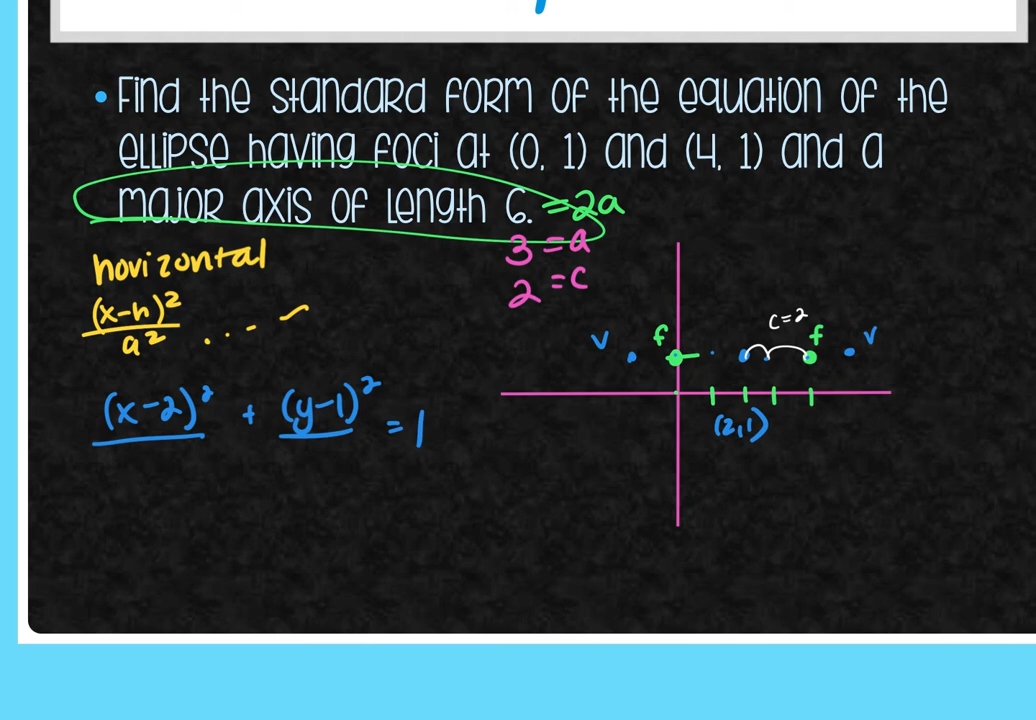 • Find the standard form of the equation of the
ellipse having foci at (0, 1) and (4, 1) and a
major axis of length 6. = 2a
3 = a
2 = c
horizontal
(x-h)²
a² . . . -
(x-2)² + (y-1)² = 1
c=2
v f f v
(2,1)